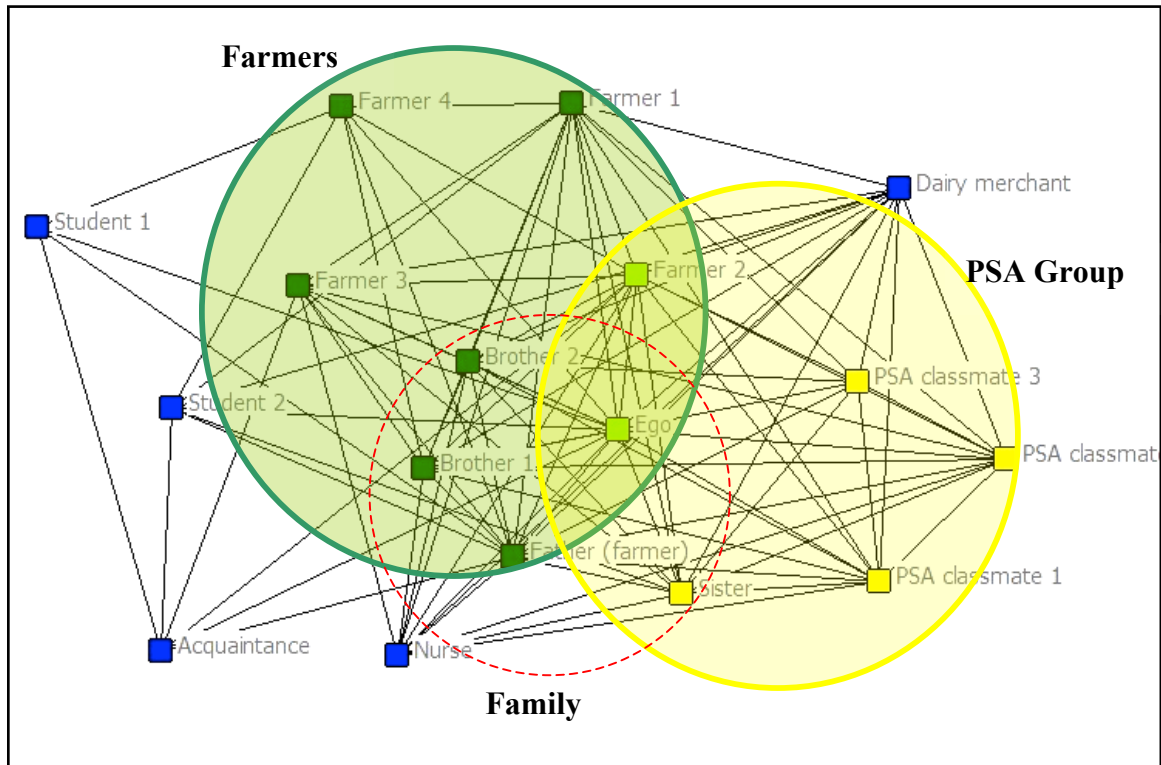 Farmers
Farmer 4
Farmer 1
Dairy merchant
Student 1
Farmer 2
PSA Group
Farmer 3
Brother 2
PSA classmate 3
Student 2
Ego
PSA classmate
Brother 1
Father (farmer)
PSA classmate 1
Sister
Acquaintance
Nurse
Family